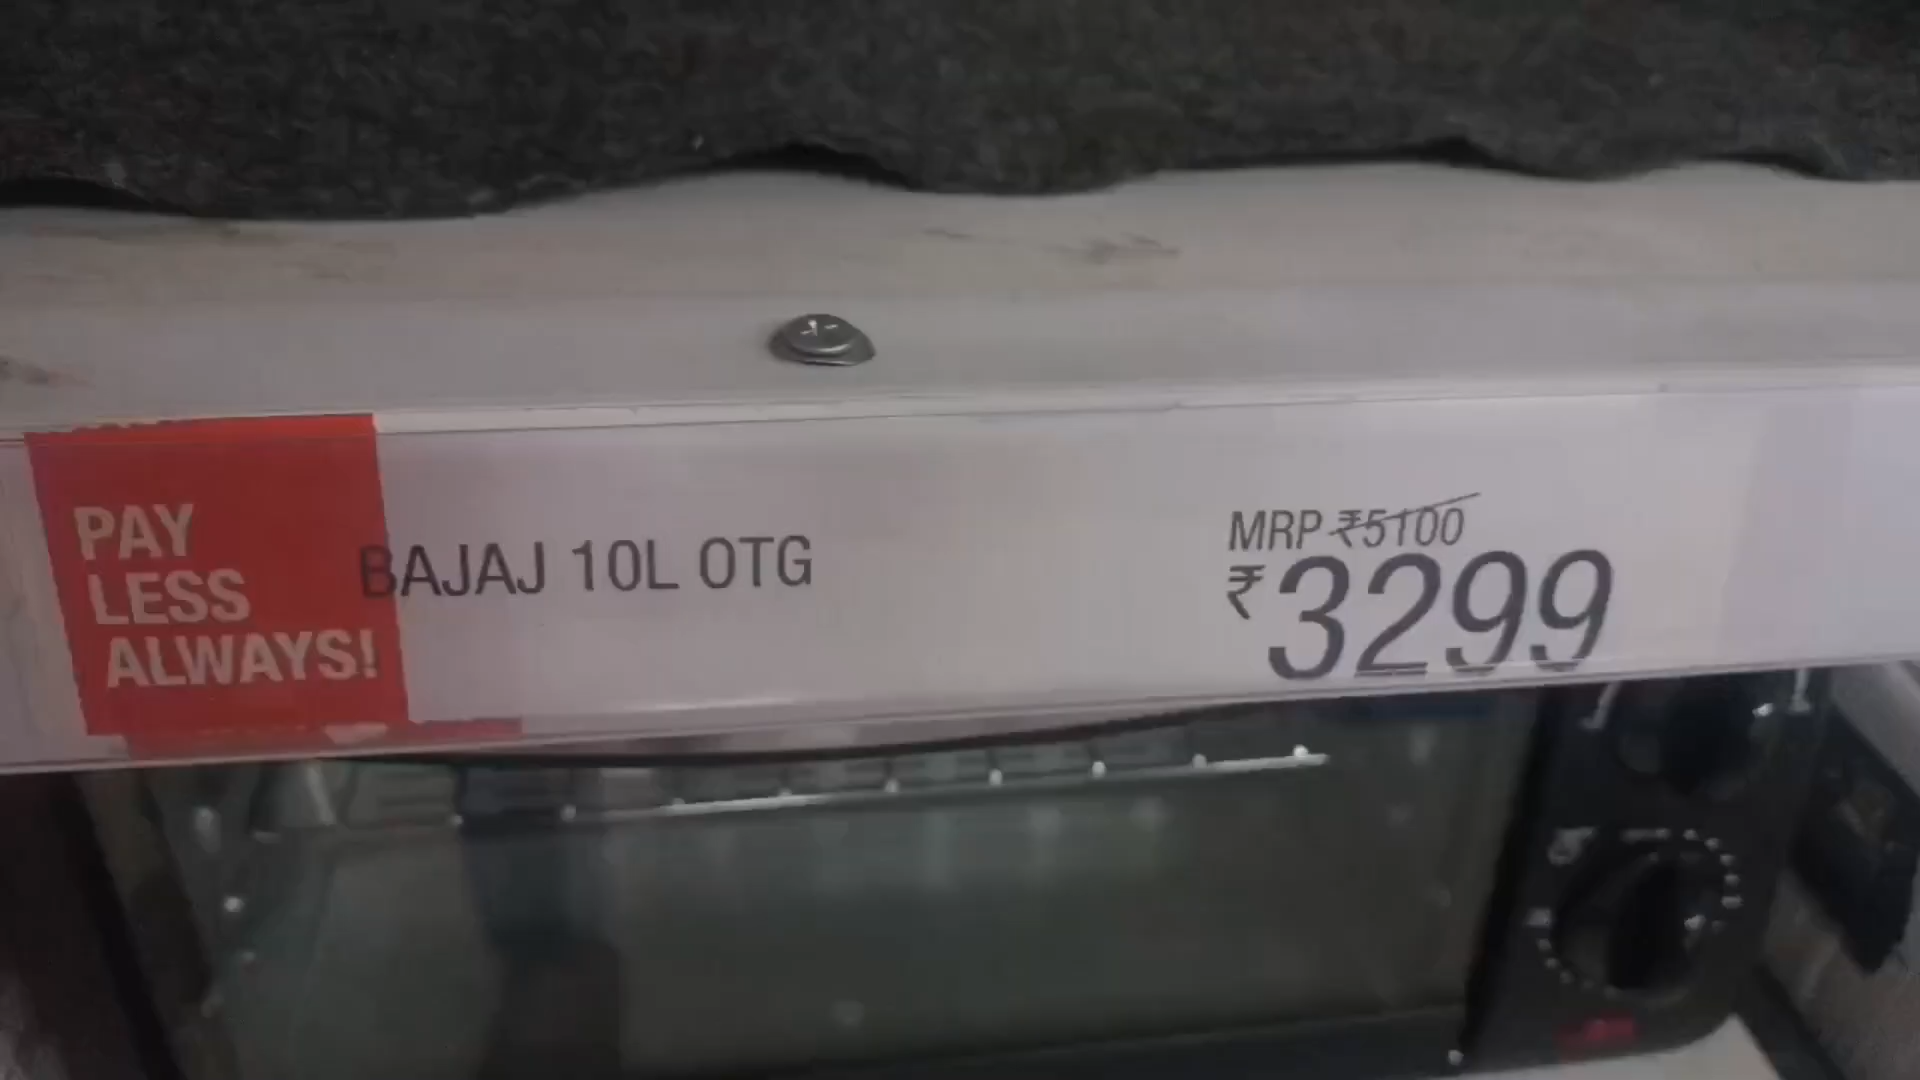 PAY
LESS
ALWAYS!
BAJAJ 10L OTG
MRP ₹5100
₹3299